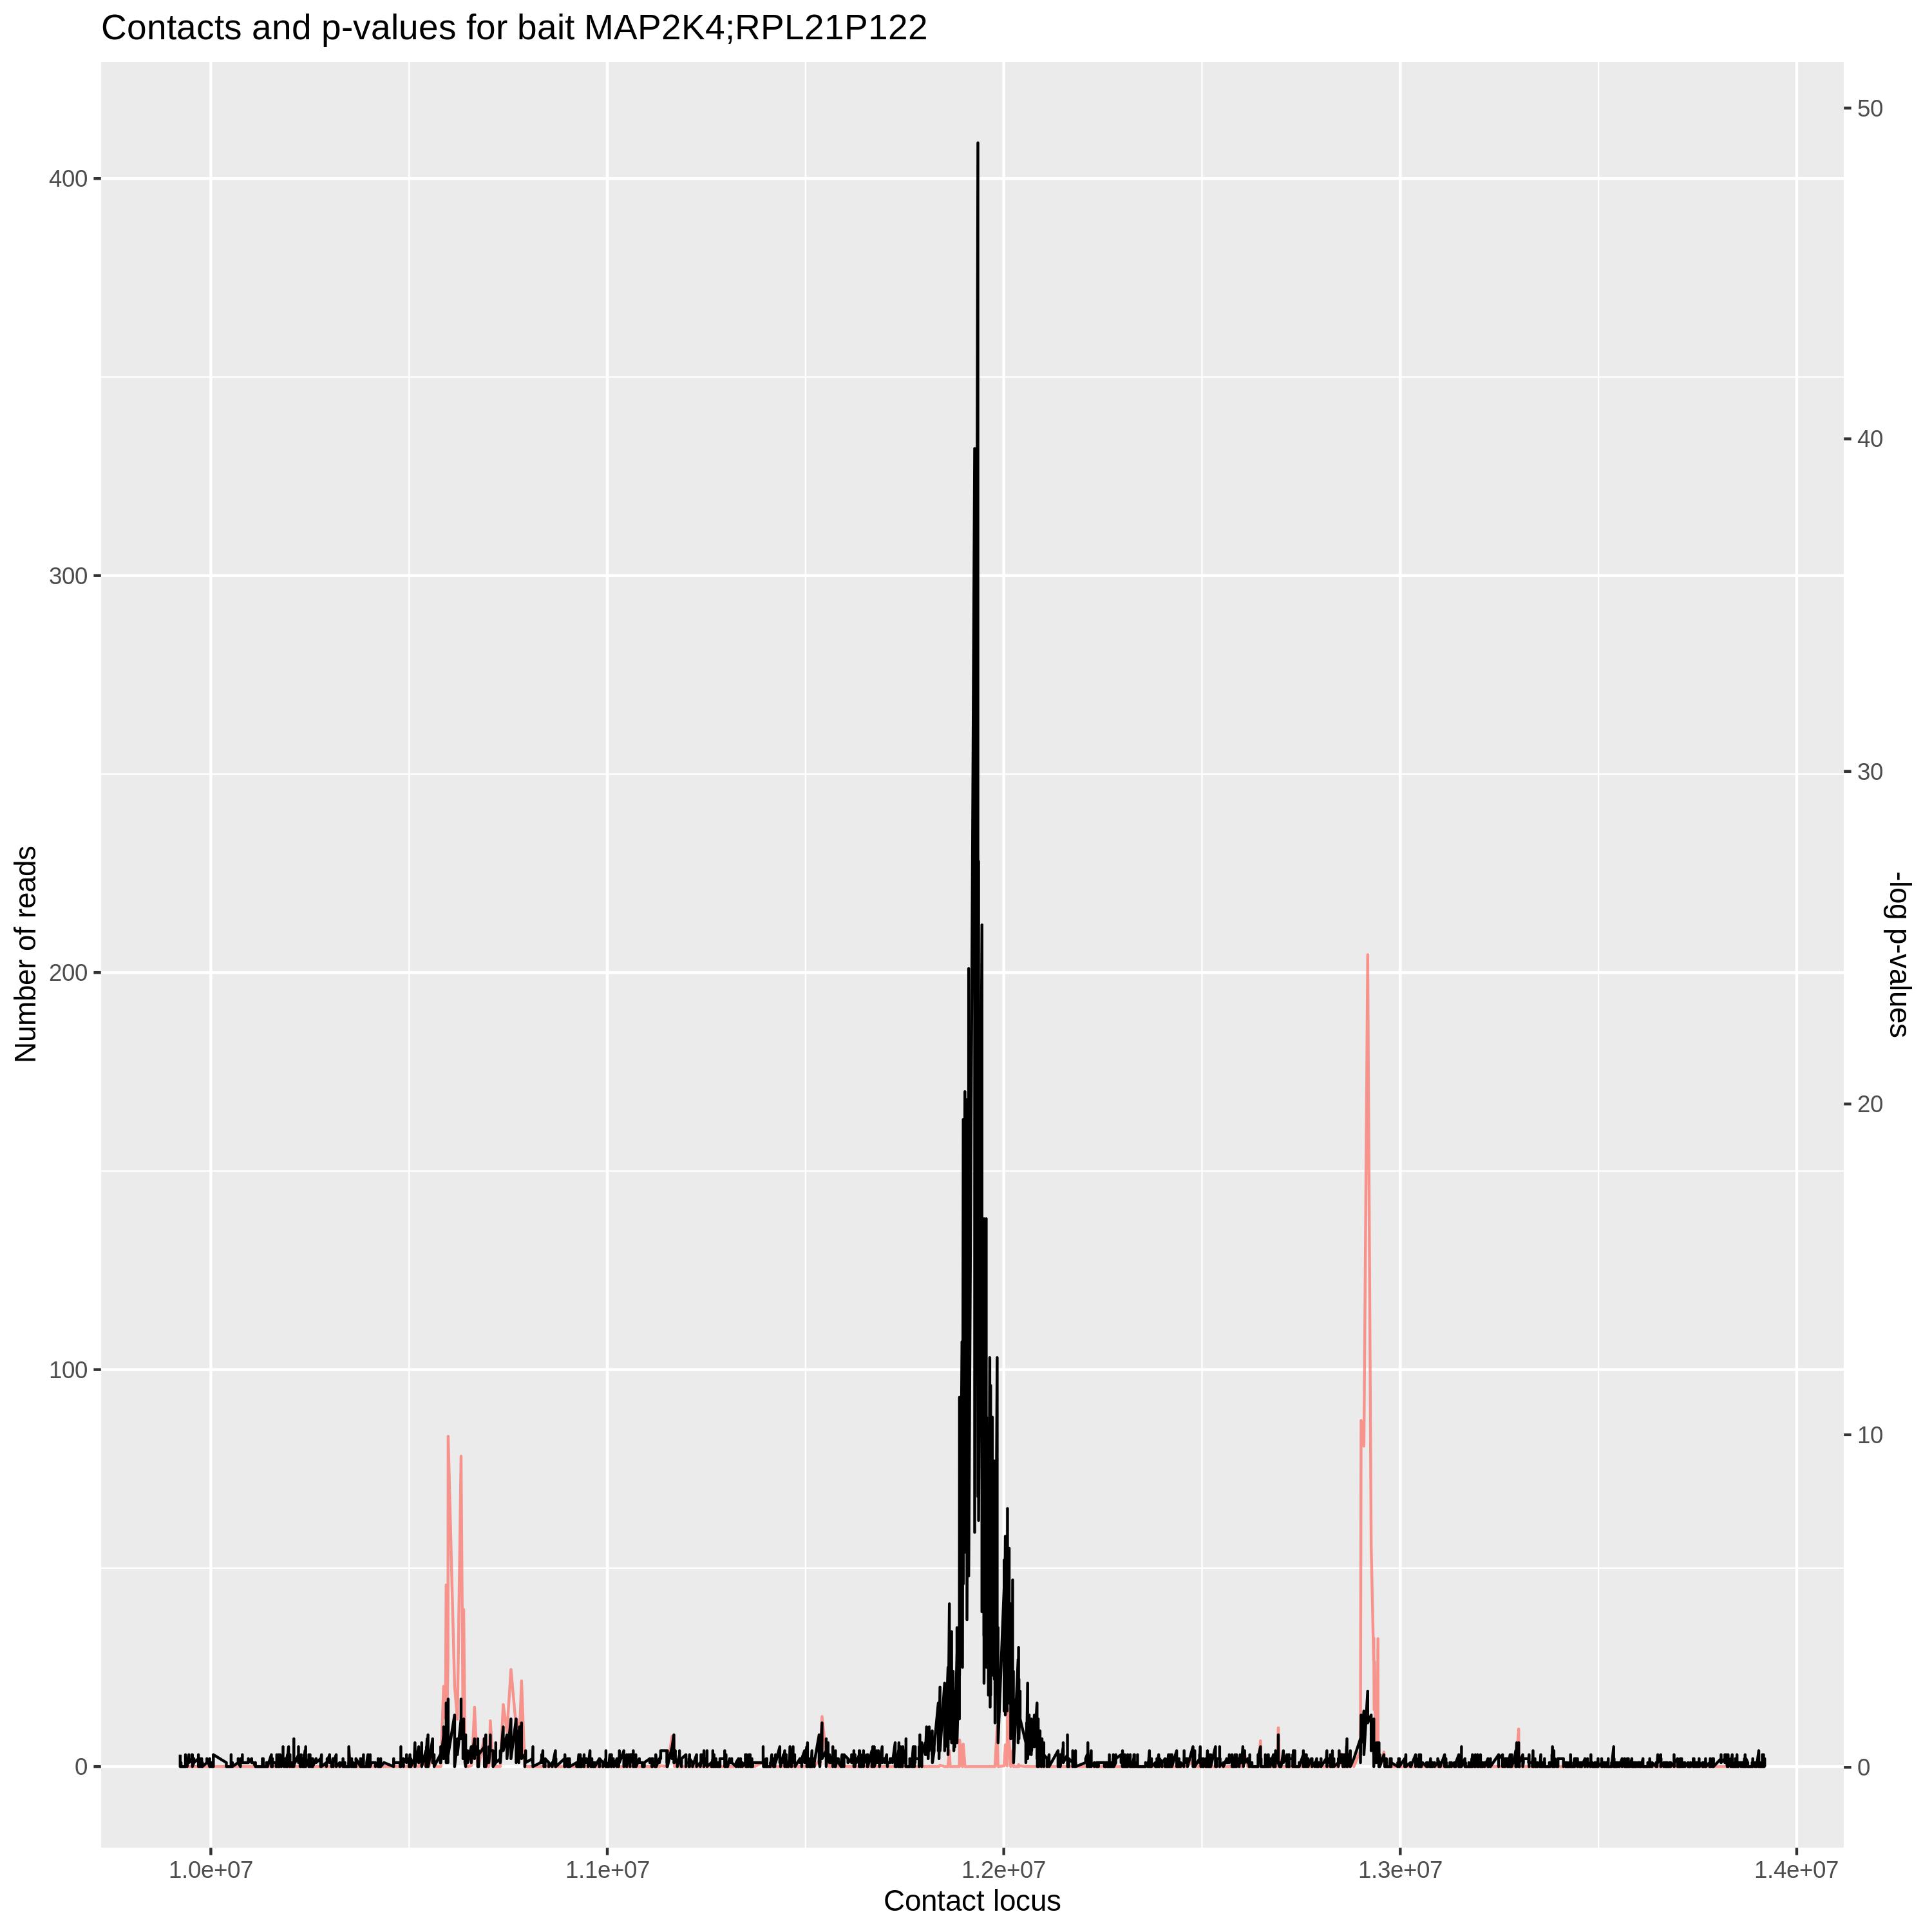 Contacts and p-values for bait MAP2K4;RPL21P122
50
400
40
300
30
Number of reads
-log p-values
200
20
100
10
0
0
1.0e+07
1.1e+07
1.2e+07
1.3e+07
1.4e+07
Contact locus